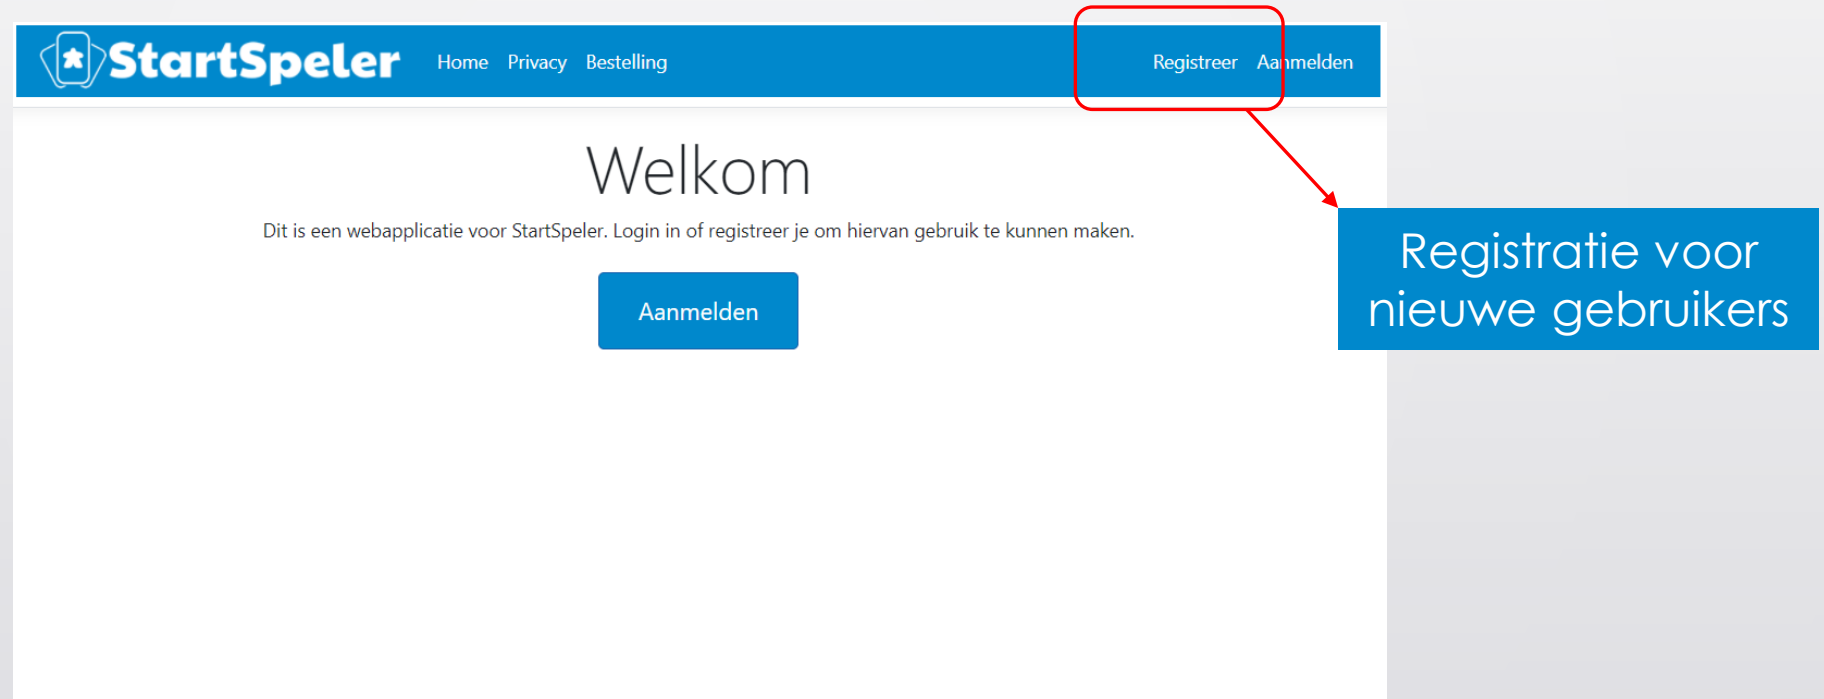 StartSpeler Home Privacy Bestelling Registreer Aanmelden
Welkom
Dit is een webapplicatie voor StartSpeler. Login in of registreer je om hiervan gebruik te kunnen maken.
Aanmelden
Registratie voor
nieuwe gebruikers